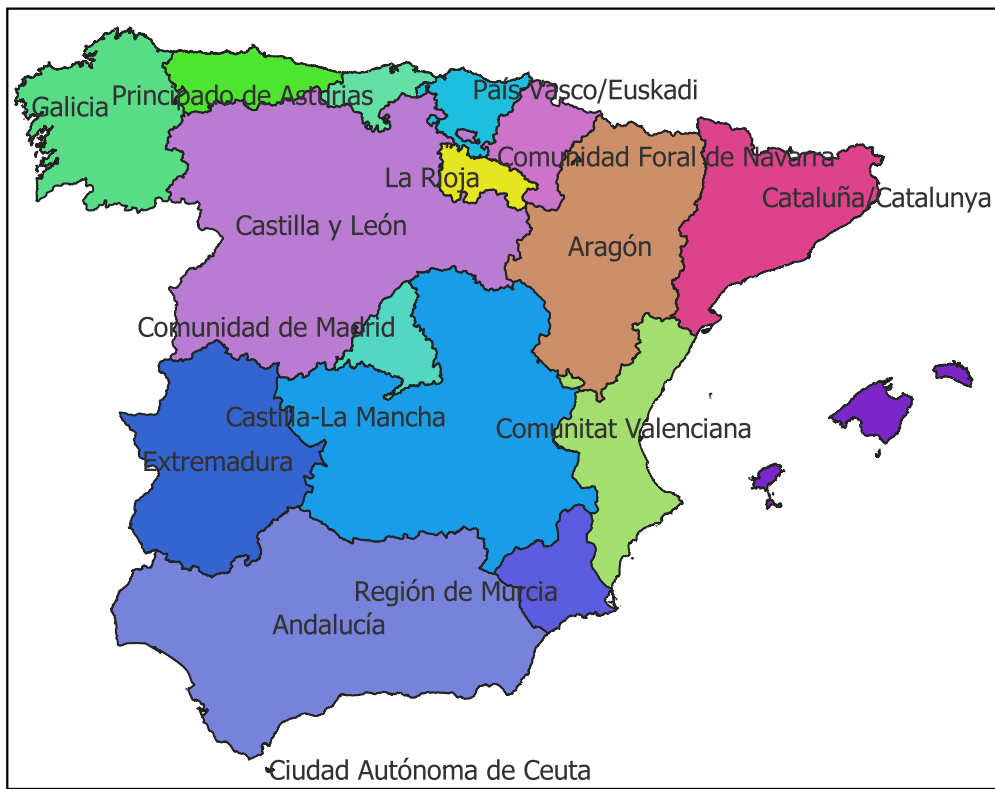 País Vasco/Euskadi
Principado de Asturias
Galicia
Comunidad Foral de Navarra
La Rioja
Cataluña/Catalunya
Castilla y León
Aragón
Comunidad de Madrid
Castilla-La Mancha
Comunitat Valenciana
Extremadura
Región de Murcia
Andalucía
Ciudad Autónoma de Ceuta